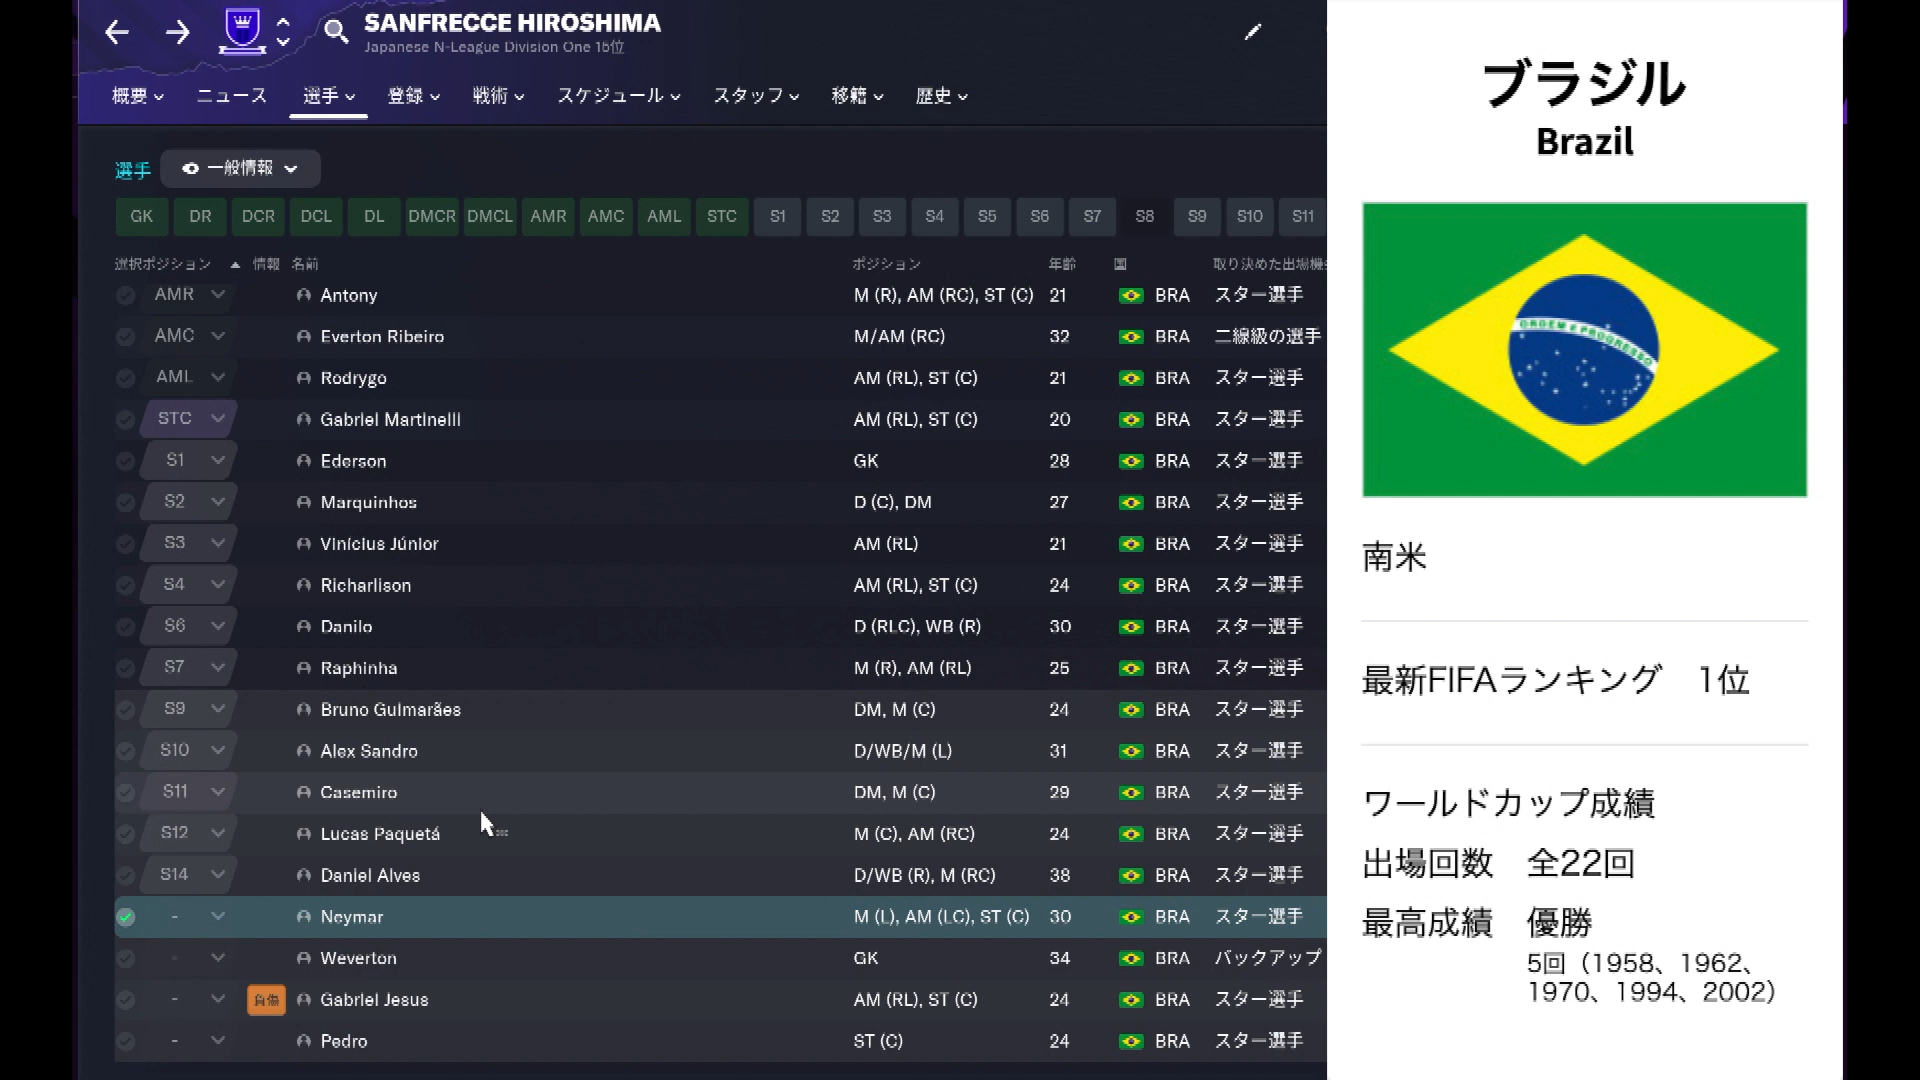 SANFRECCE HIROSHIMA
Japanese N-League Division One 15位
概要 ニュース 選手 登録 戦術 スケジュール スタッフ 移籍 歴史
選手 一般情報
GK DR DCR DCL DL DMCR DMCL AMR AMC AML STC S1 S2 S3 S4 S5 S6 S7 S8 S9 S10 S11
選択ポジション 情報 名前 ポジション 年齢 国 取り決めた出場機会
AMR Antony M (R), AM (RC), ST (C) 21 BRA スター選手
AMC Everton Ribeiro M/AM (RC) 32 BRA 二線級の選手
AML Rodrygo AM (RL), ST (C) 21 BRA スター選手
STC Gabriel Martinelli AM (RL), ST (C) 20 BRA スター選手
S1 Ederson GK 28 BRA スター選手
S2 Marquinhos D (C), DM 27 BRA スター選手
S3 Vinícius Júnior AM (RL) 21 BRA スター選手
S4 Richarlison AM (RL), ST (C) 24 BRA スター選手
S6 Danilo D (RLC), WB (R) 30 BRA スター選手
S7 Raphinha M (R), AM (RL) 25 BRA スター選手
S9 Bruno Guimarães DM, M (C) 24 BRA スター選手
S10 Alex Sandro D/WB/M (L) 31 BRA スター選手
S11 Casemiro DM, M (C) 29 BRA スター選手
S12 Lucas Paquetá M (C), AM (RC) 24 BRA スター選手
S14 Daniel Alves D/WB (R), M (RC) 38 BRA スター選手
- Neymar M (L), AM (LC), ST (C) 30 BRA スター選手
- Weverton GK 34 BRA バックアップ
- 負傷 Gabriel Jesus AM (RL), ST (C) 24 BRA スター選手
- Pedro ST (C) 24 BRA スター選手
ブラジル
Brazil
ORDEM E PROGRESSO
南米
最新FIFAランキング 1位
ワールドカップ成績
出場回数 全22回
最高成績 優勝
5回（1958、1962、
1970、1994、2002）